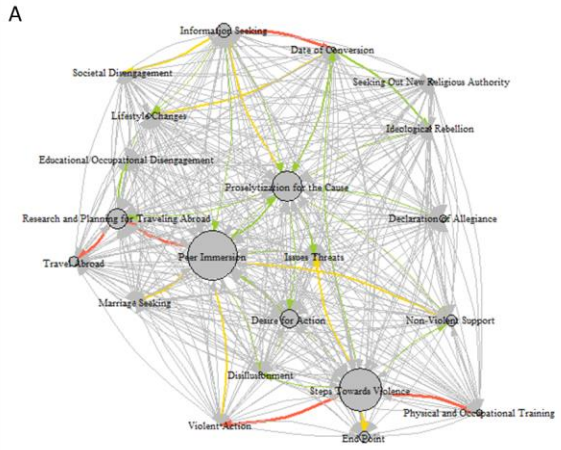 A
Information Seeking
Date of Conversion
Societal Disengagement
Seeking Out New Religious Authority
Lifestyle Changes
Ideological Rebellion
Educational Occupational Disengagement
Proselytization for the Cause
Research and Planning for Traveling Abroad
Declaration of Allegiance
Peer Immersion
Issues Threats
Travel Abroad
Marriage Seeking
Desire for Action
Non-Violent Support
Disillusionment
Steps Towards Violence
Physical and Occupational Training
Violent Action
End Point